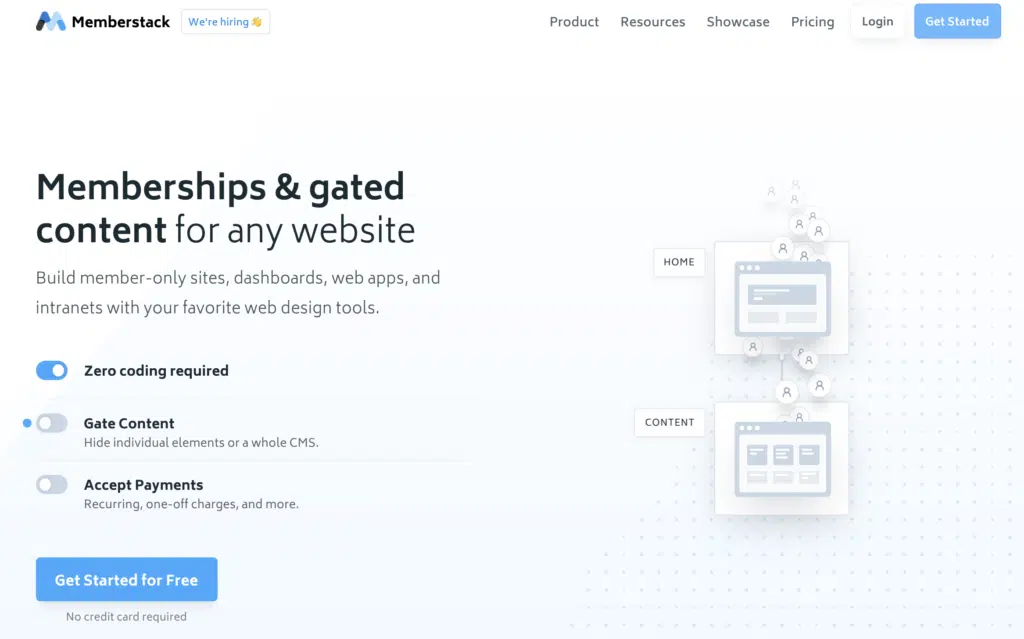 Memberstack
We're hiring 👋
Product
Resources
Showcase
Pricing
Login
Get Started
Memberships & gated
content for any website
Build member-only sites, dashboards, web apps, and
intranets with your favorite web design tools.
Zero coding required
Gate Content
Hide individual elements or a whole CMS.
Accept Payments
Recurring, one-off charges, and more.
Get Started for Free
No credit card required
HOME
CONTENT